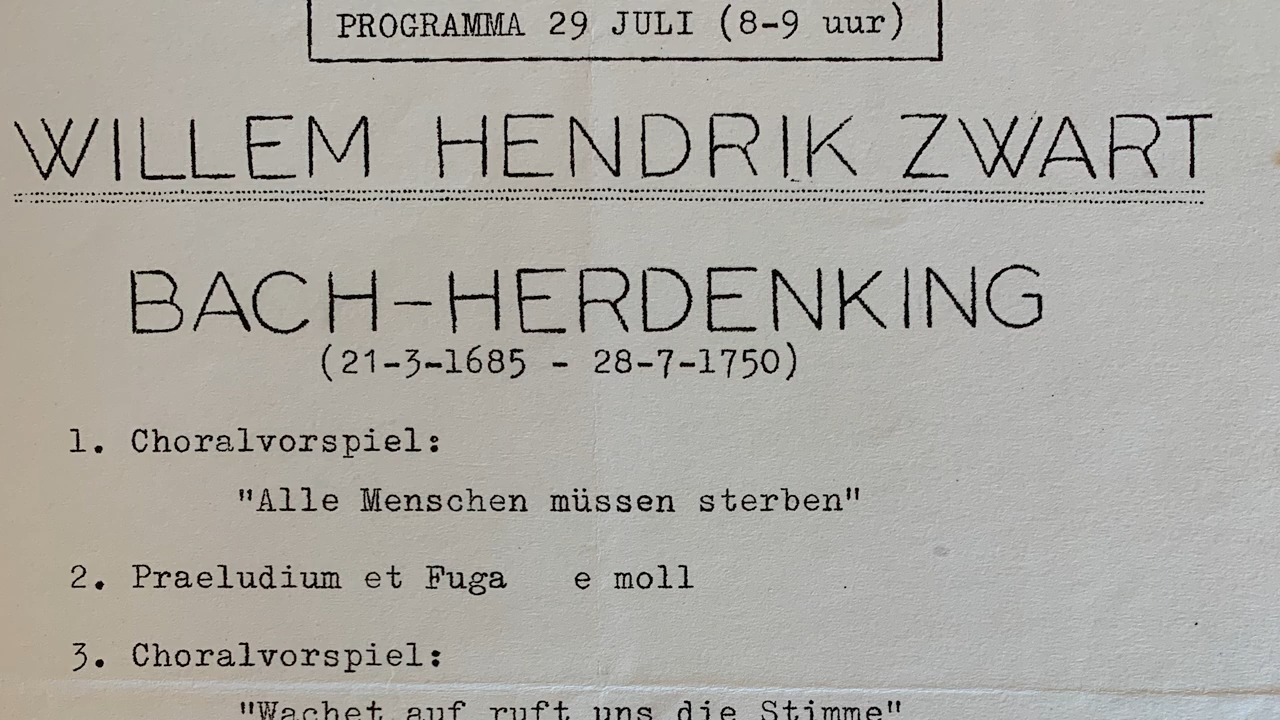 PROGRAMMA 29 JULI (8-9 uur)
WILLEM HENDRIK ZWART
BACH-HERDENKING
(21-3-1685 - 28-7-1750)
1. Choralvorspiel:
"Alle Menschen müssen sterben"
2. Praeludium et Fuga e moll
3. Choralvorspiel:
"Wachet auf ruft uns die Stimme"